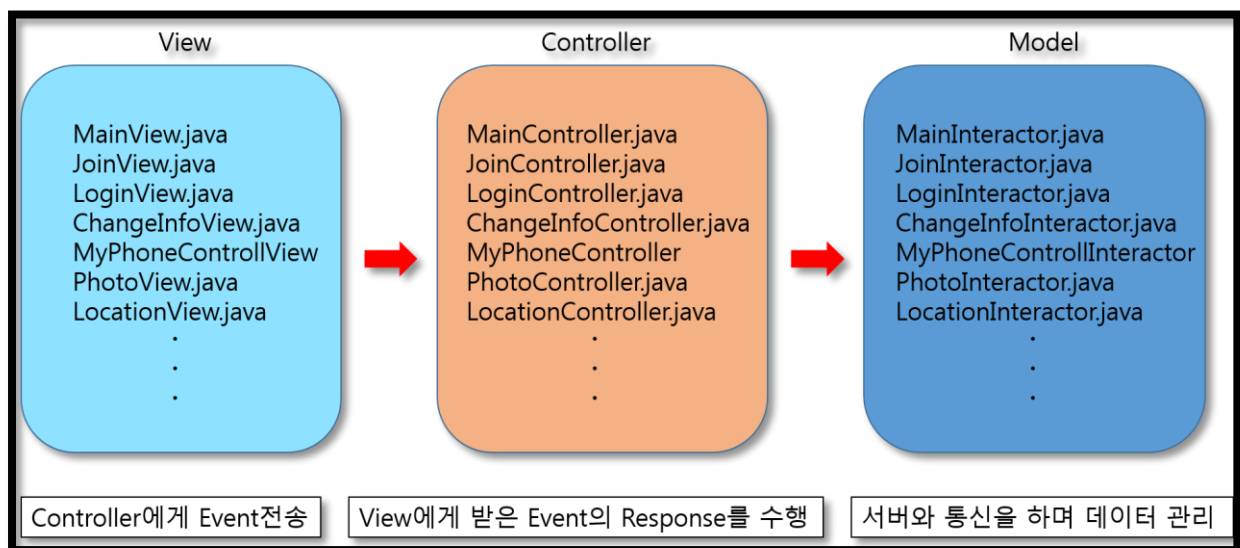 View
MainView.java
JoinView.java
LoginView.java
ChangeInfoView.java
MyPhoneControllView
PhotoView.java
LocationView.java
.
.
.
Controller에게 Event전송
Controller
MainController.java
JoinController.java
LoginController.java
ChangeInfoController.java
MyPhoneController
PhotoController.java
LocationController.java
.
.
.
View에게 받은 Event의 Response를 수행
Model
MainInteractor.java
JoinInteractor.java
LoginInteractor.java
ChangeInfoInteractor.java
MyPhoneControllInteractor
PhotoInteractor.java
LocationInteractor.java
.
.
.
서버와 통신을 하며 데이터 관리